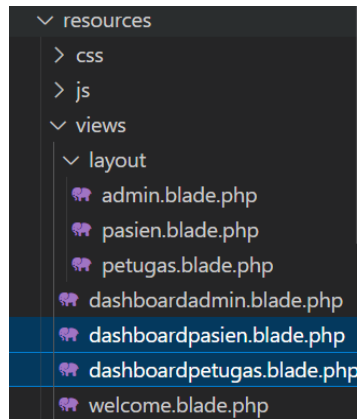 resources
css
js
views
layout
admin.blade.php
pasien.blade.php
petugas.blade.php
dashboardadmin.blade.php
dashboardpasien.blade.php
dashboardpetugas.blade.php
welcome.blade.php